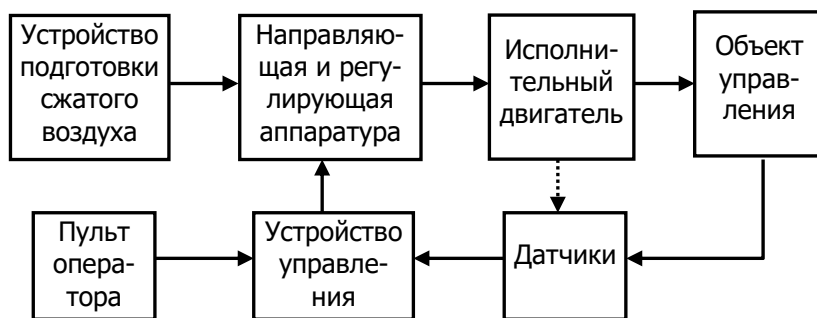 Устройство
подготовки
сжатого
воздуха
Направляю-
щая и регу-
лирующая
аппаратура
Исполни-
тельный
двигатель
Объект
управ-
ления
Пульт
опера-
тора
Устройство
управле-
ния
Датчики